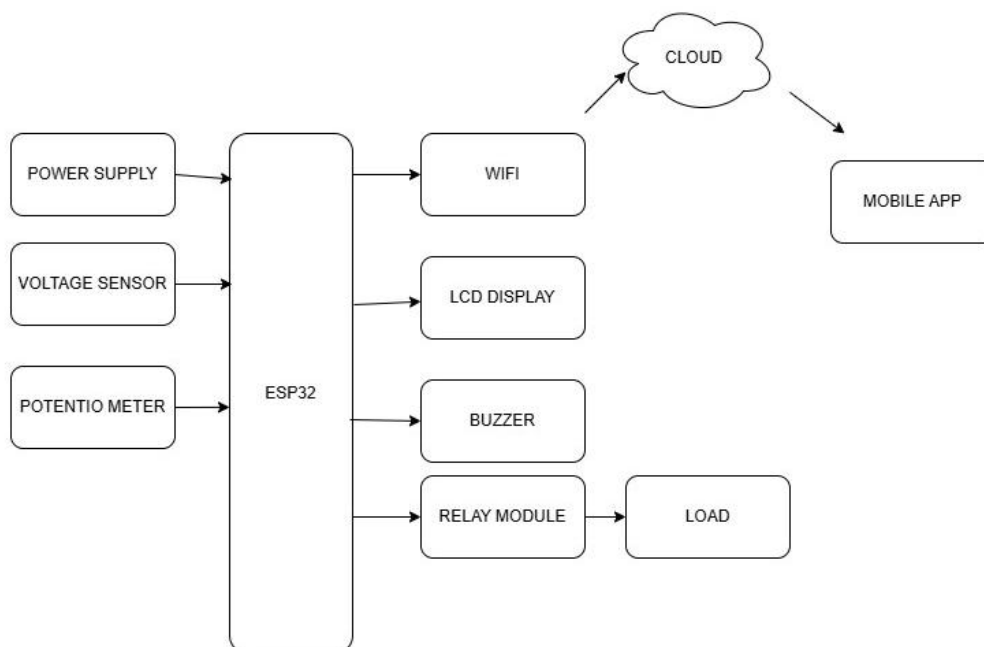 CLOUD
POWER SUPPLY
WIFI
MOBILE APP
VOLTAGE SENSOR
LCD DISPLAY
ESP32
POTENTIO METER
BUZZER
RELAY MODULE
LOAD